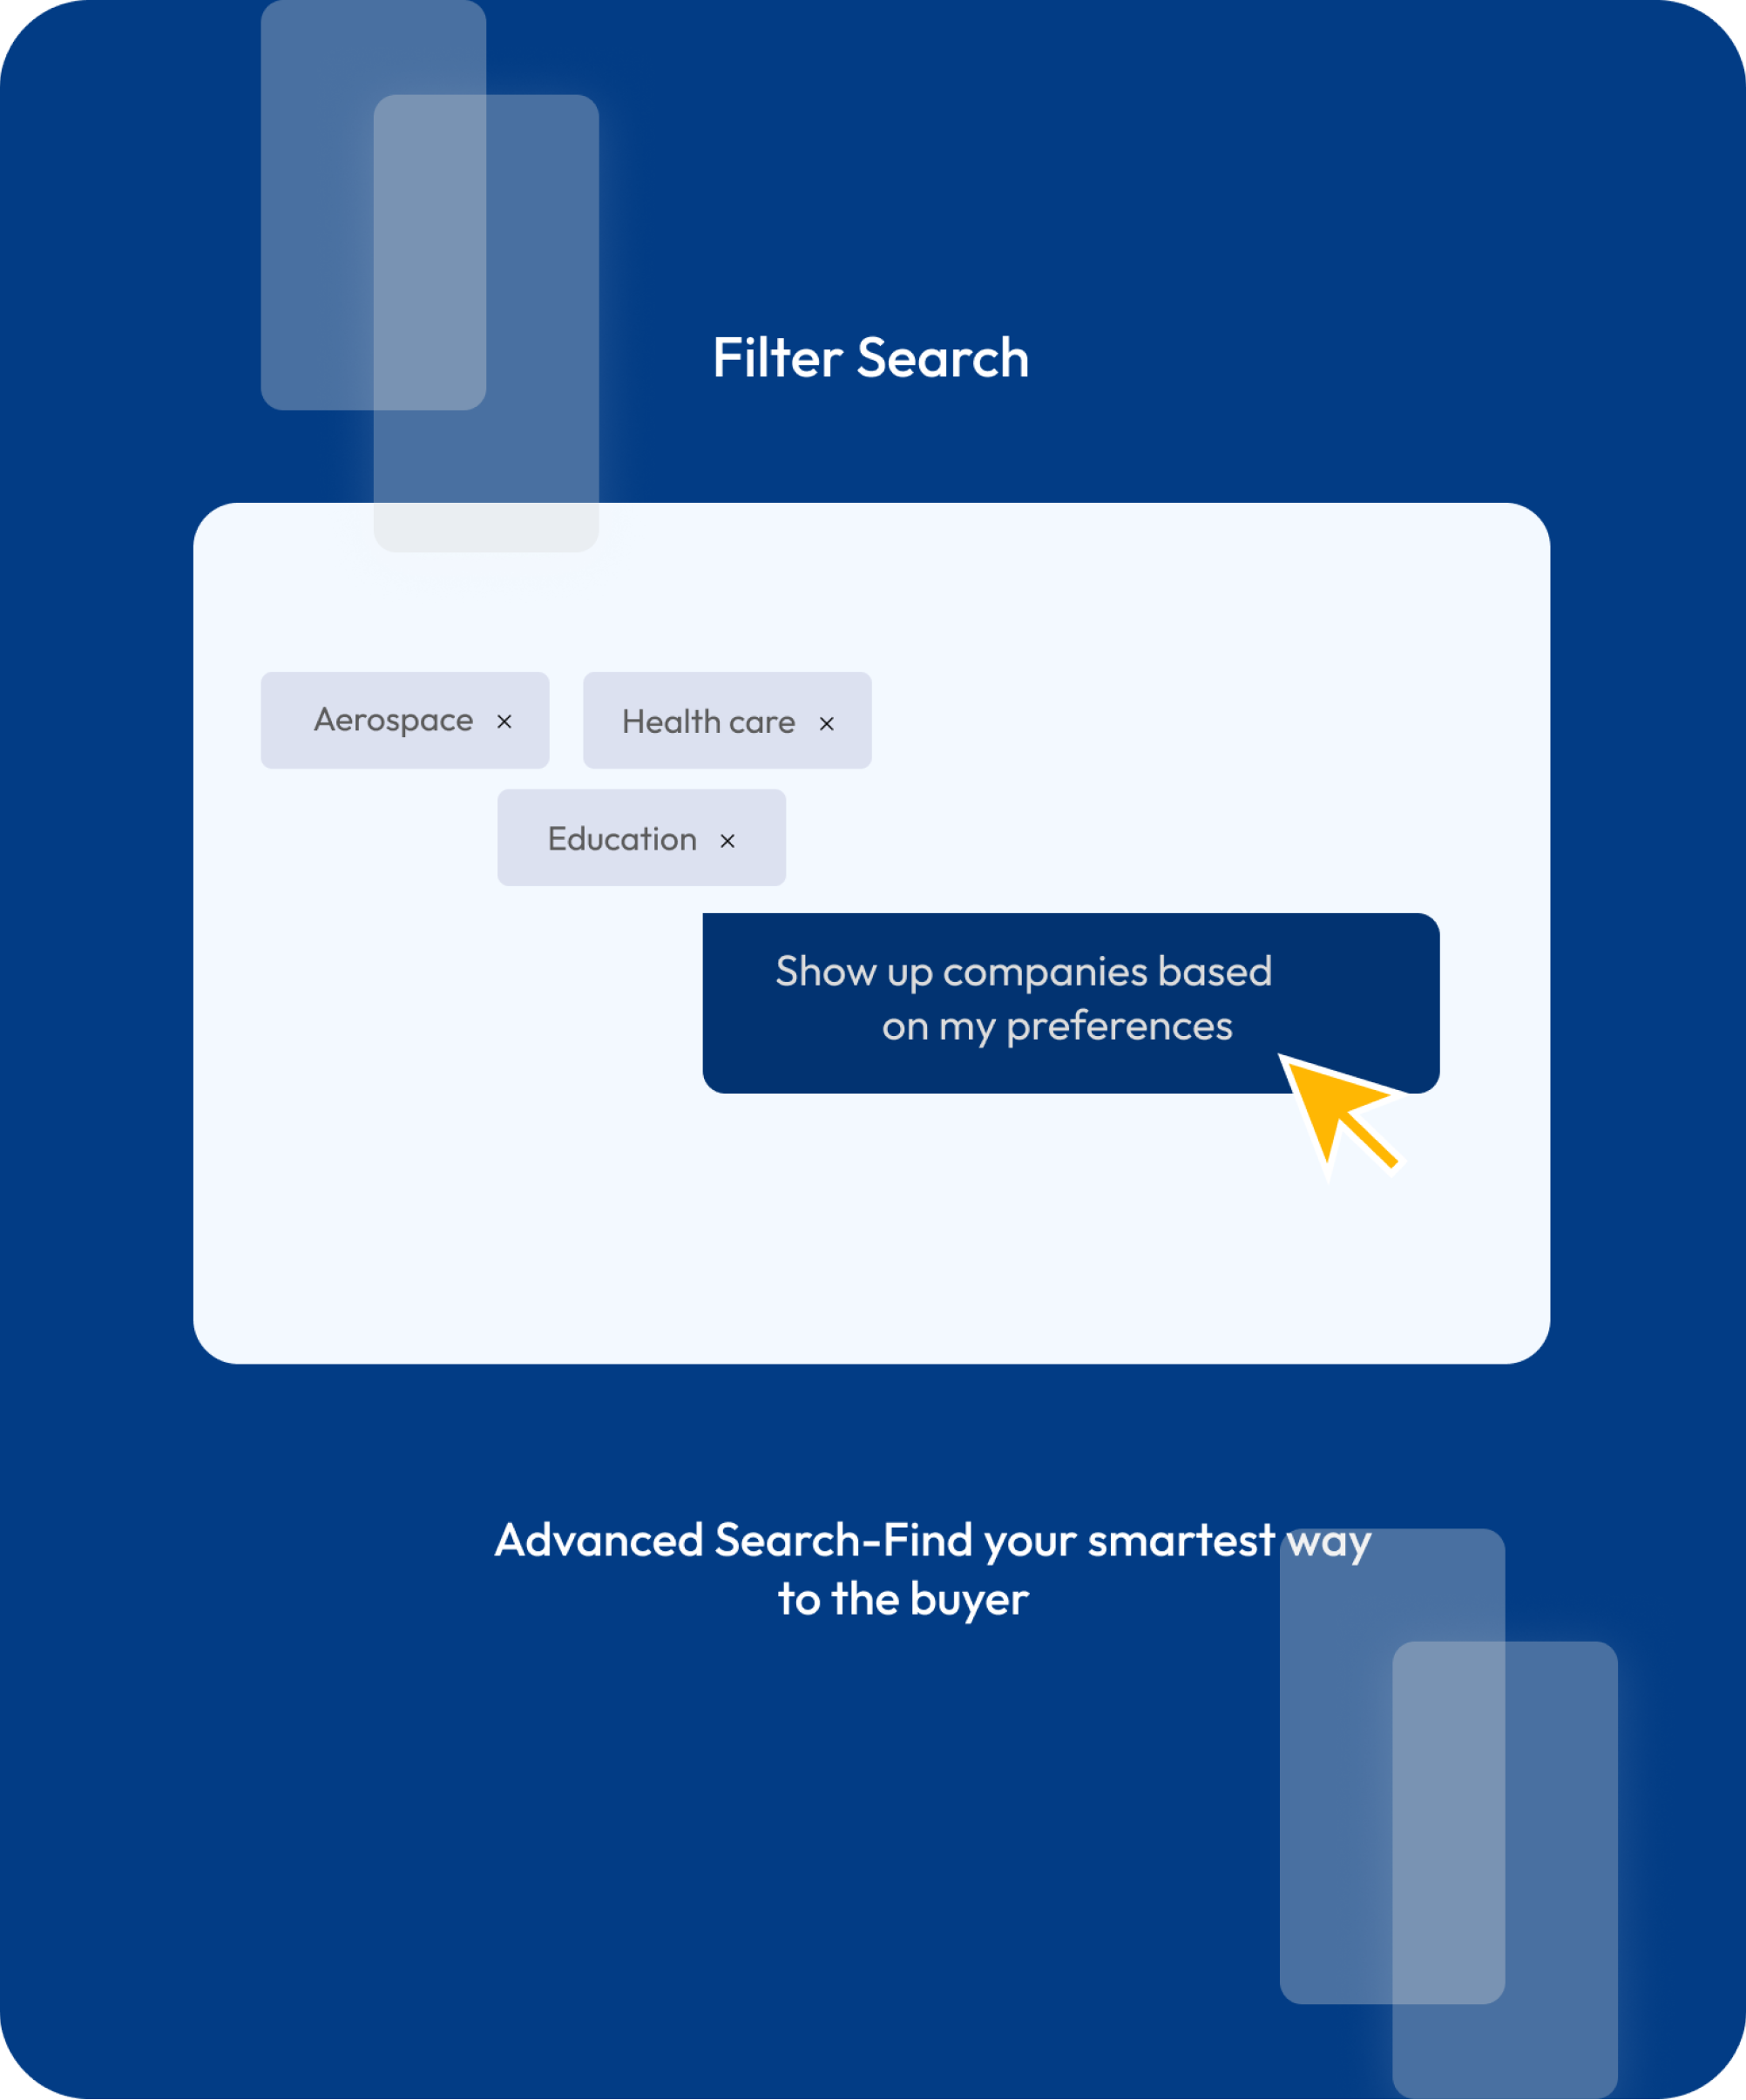 Filter Search
Aerospace ×
Health care ×
Education ×
Show up companies based
on my preferences
Advanced Search-Find your smartest way
to the buyer